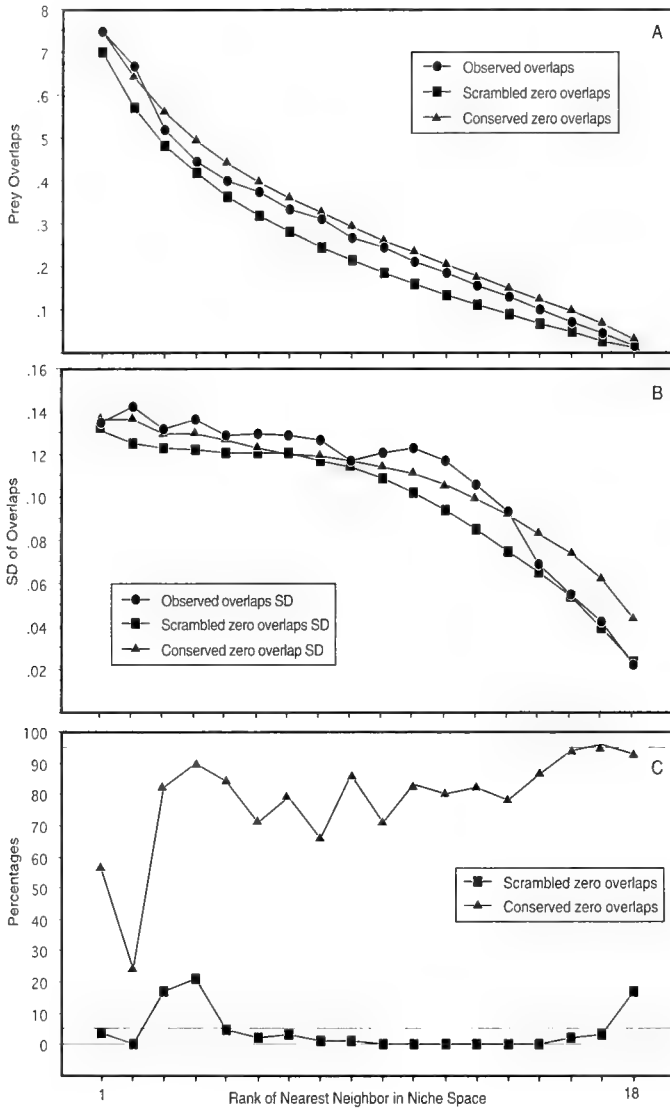 A
Prey Overlaps
8
7
.6
.5
.4
.3
.2
.1
Observed overlaps
Scrambled zero overlaps
Conserved zero overlaps
B
SD of Overlaps
.16
.14
.12
.10
.08
.06
.04
.02
Observed overlaps SD
Scrambled zero overlaps SD
Conserved zero overlap SD
C
Percentages
100
90
80
70
60
50
40
30
20
10
0
Scrambled zero overlaps
Conserved zero overlaps
1
Rank of Nearest Neighbor in Niche Space
18